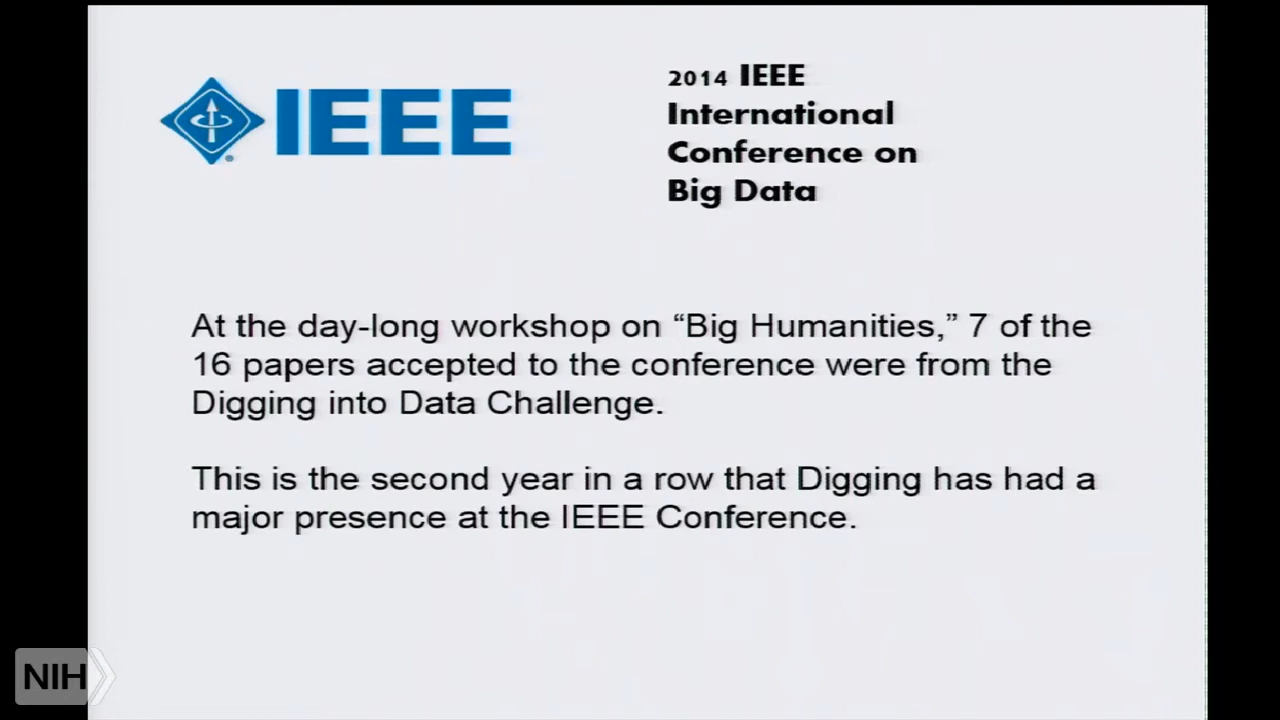 IEEE
2014 IEEE
International
Conference on
Big Data
At the day-long workshop on “Big Humanities,” 7 of the
16 papers accepted to the conference were from the
Digging into Data Challenge.
This is the second year in a row that Digging has had a
major presence at the IEEE Conference.
NIH